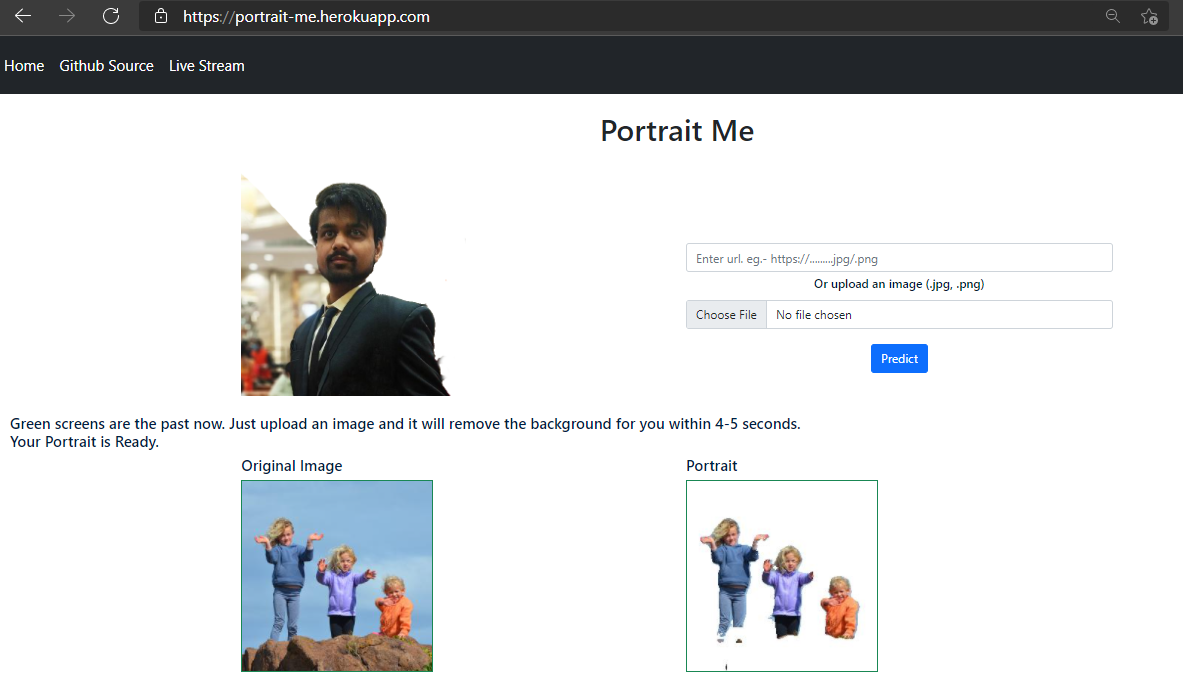 https://portrait-me.herokuapp.com
Home Github Source Live Stream
Portrait Me
Enter url. eg.- https://.........jpg/.png
Or upload an image (.jpg, .png)
Choose File No file chosen
Predict
Green screens are the past now. Just upload an image and it will remove the background for you within 4-5 seconds.
Your Portrait is Ready.
Original Image Portrait